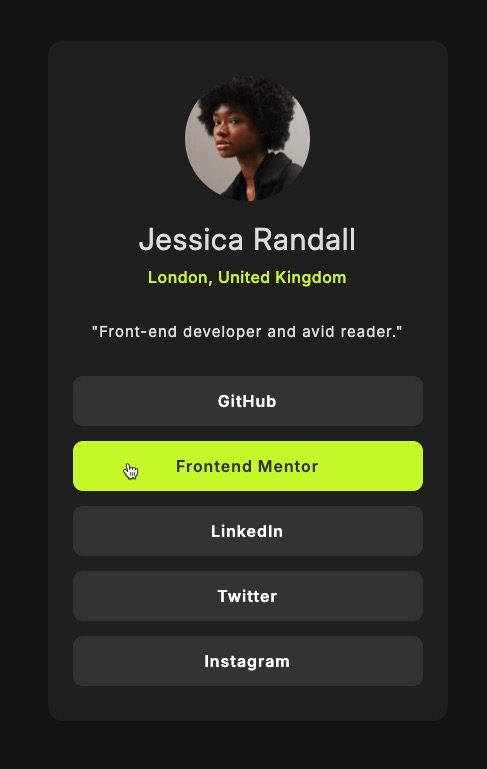 Jessica Randall
London, United Kingdom
"Front-end developer and avid reader."
GitHub
Frontend Mentor
LinkedIn
Twitter
Instagram